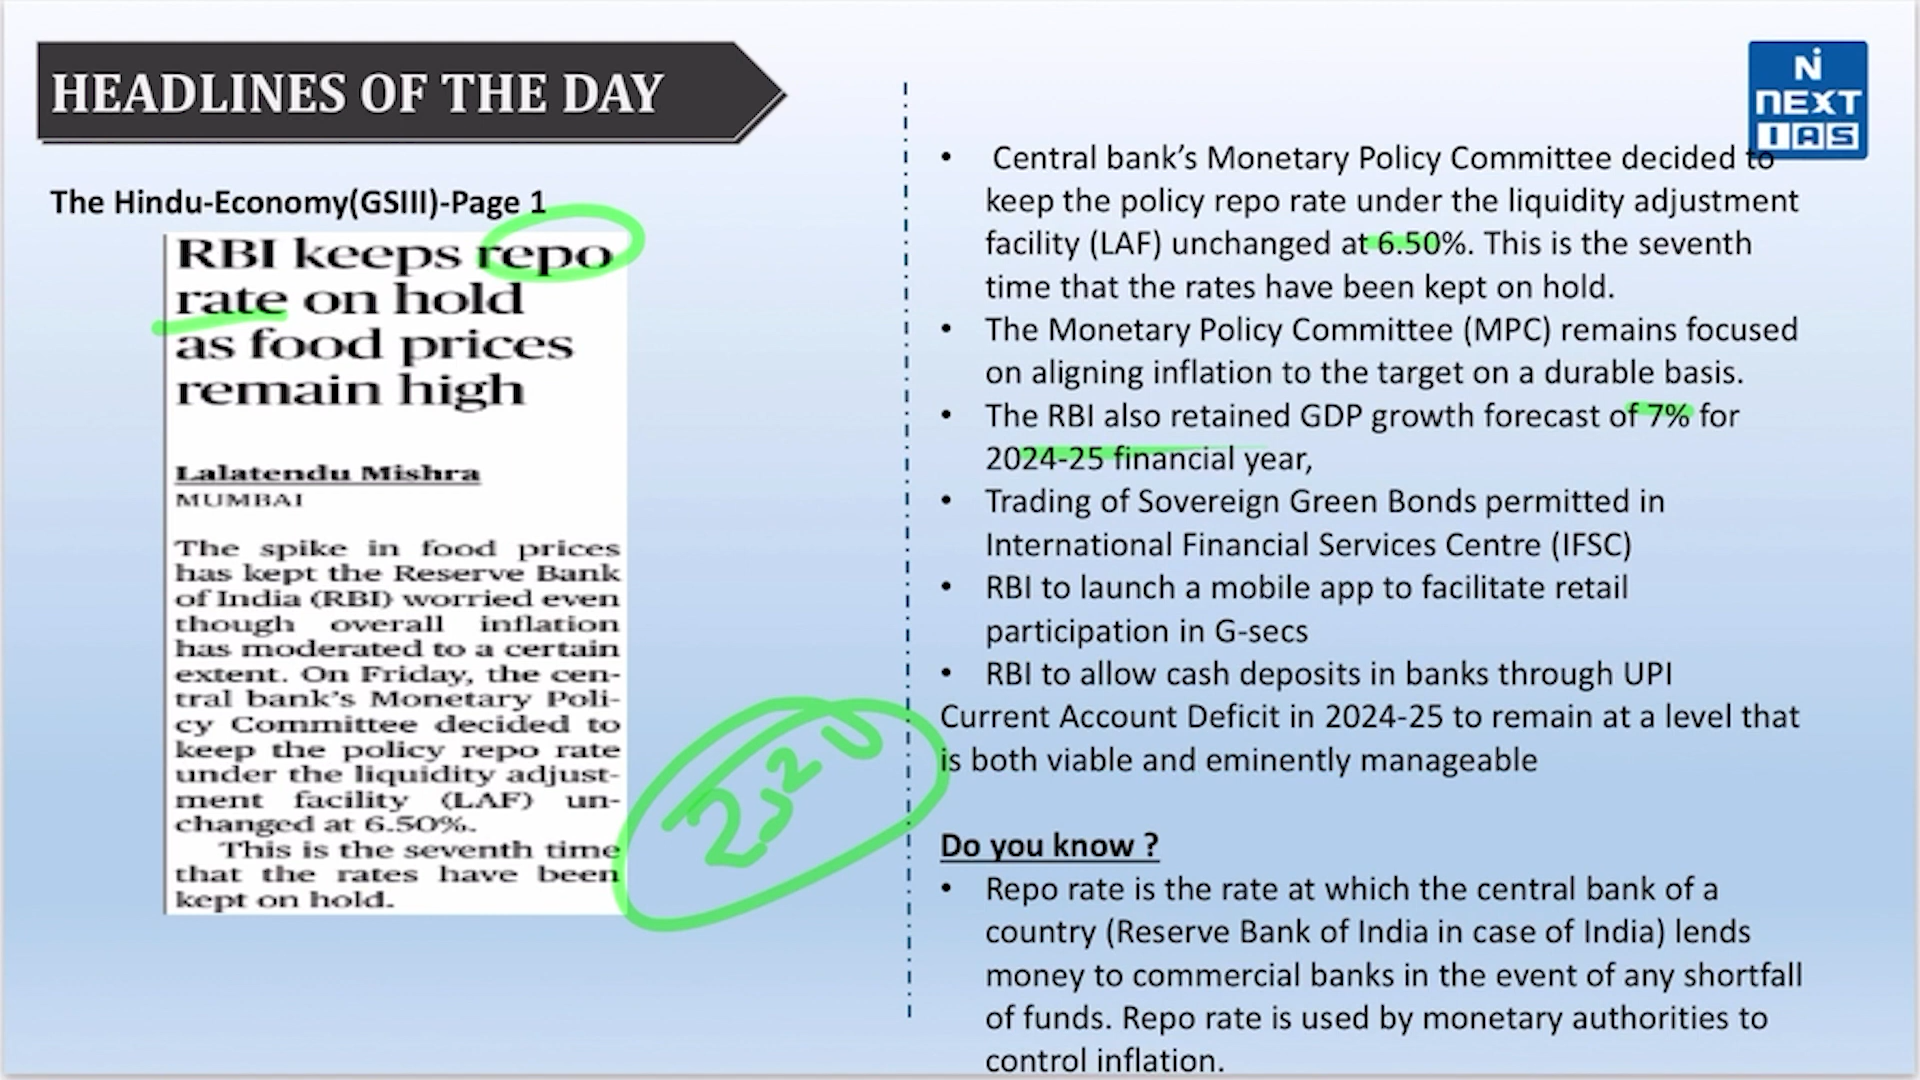 HEADLINES OF THE DAY
The Hindu-Economy(GSIII)-Page 1
RBI keeps repo
rate on hold
as food prices
remain high
Lalatendu Mishra
MUMBAI
The spike in food prices
has kept the Reserve Bank
of India (RBI) worried even
though overall inflation
has moderated to a certain
extent. On Friday, the cen-
tral bank's Monetary Poli-
cy Committee decided to
keep the policy repo rate
under the liquidity adjust-
ment facility (LAF) un-
changed at 6.50%.
This is the seventh time
that the rates have been
kept on hold.
Ni
NEXT
IAS
• Central bank’s Monetary Policy Committee decided to
keep the policy repo rate under the liquidity adjustment
facility (LAF) unchanged at 6.50%. This is the seventh
time that the rates have been kept on hold.
• The Monetary Policy Committee (MPC) remains focused
on aligning inflation to the target on a durable basis.
• The RBI also retained GDP growth forecast of 7% for
2024-25 financial year,
• Trading of Sovereign Green Bonds permitted in
International Financial Services Centre (IFSC)
• RBI to launch a mobile app to facilitate retail
participation in G-secs
• RBI to allow cash deposits in banks through UPI
Current Account Deficit in 2024-25 to remain at a level that
is both viable and eminently manageable
Do you know ?
• Repo rate is the rate at which the central bank of a
country (Reserve Bank of India in case of India) lends
money to commercial banks in the event of any shortfall
of funds. Repo rate is used by monetary authorities to
control inflation.